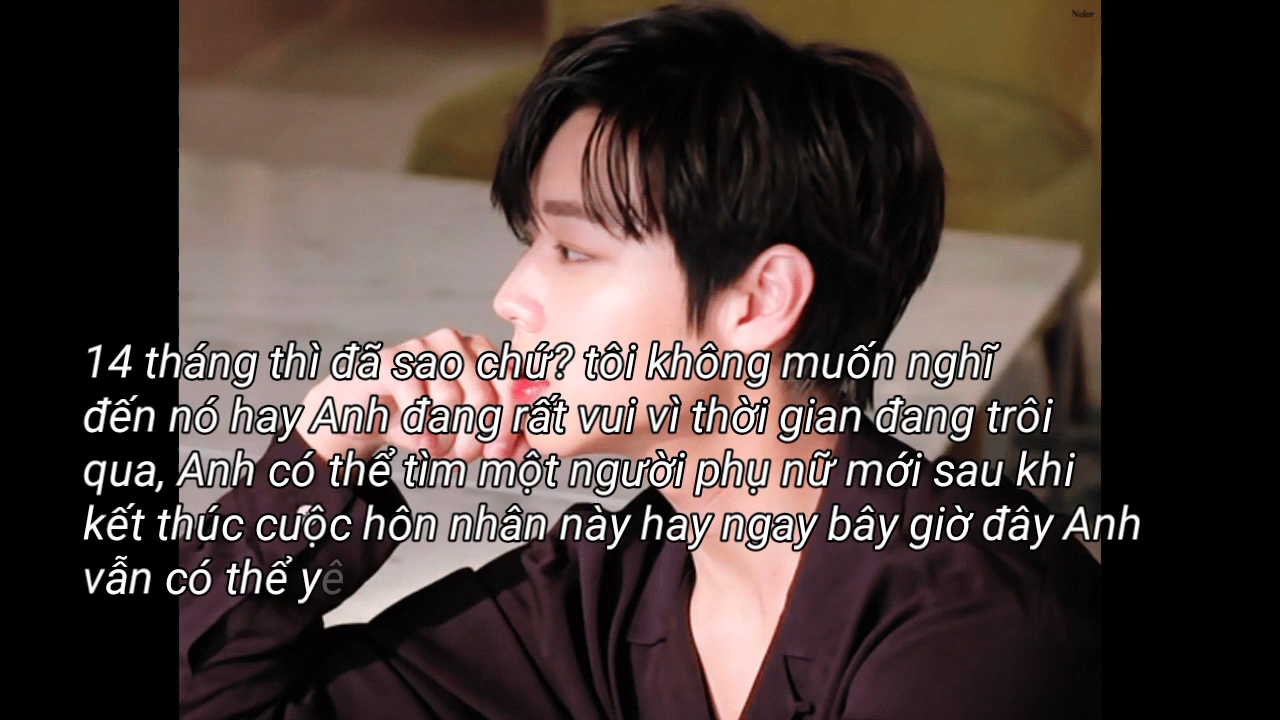 14 tháng thì đã sao chứ? tôi không muốn nghĩ
đến nó hay Anh đang rất vui vì thời gian đang trôi
qua, Anh có thể tìm một người phụ nữ mới sau khi
kết thúc cuộc hôn nhân này hay ngay bây giờ đây Anh
vẫn có thể yê